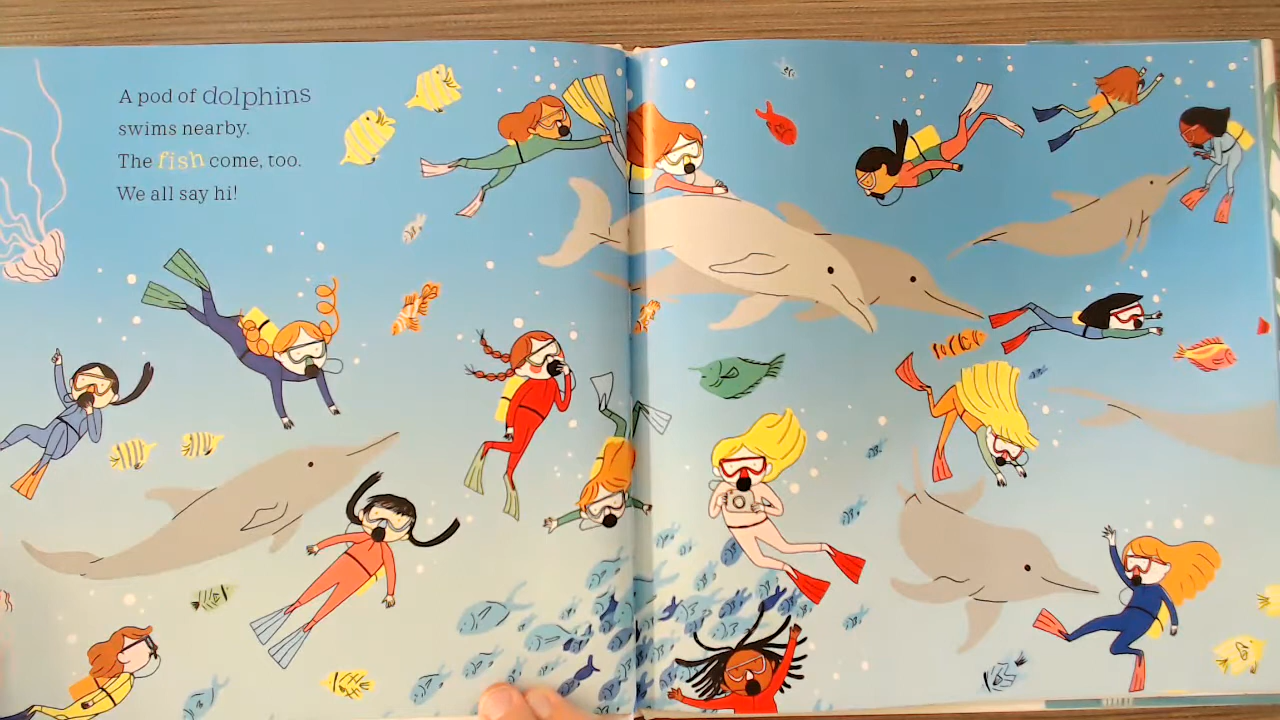 A pod of dolphins
swims nearby.
The fish come, too.
We all say hi!